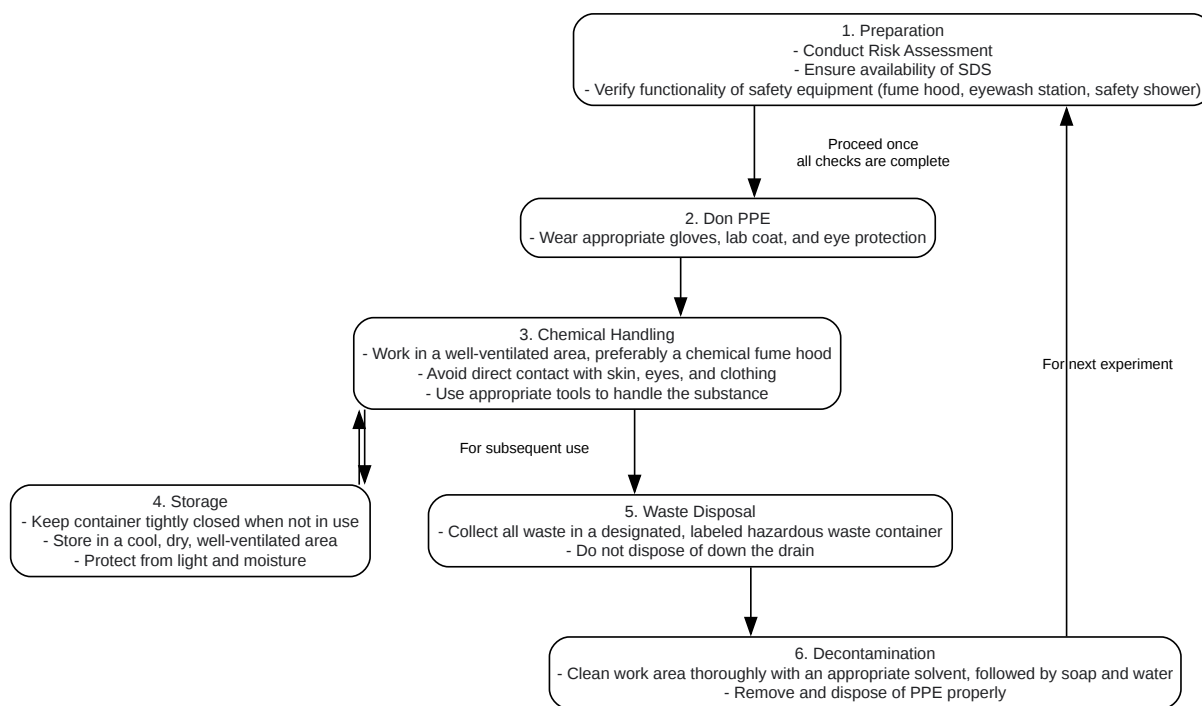 1. Preparation
- Conduct Risk Assessment
- Ensure availability of SDS
- Verify functionality of safety equipment (fume hood, eyewash station, safety shower)
Proceed once
all checks are complete
2. Don PPE
- Wear appropriate gloves, lab coat, and eye protection
3. Chemical Handling
- Work in a well-ventilated area, preferably a chemical fume hood
- Avoid direct contact with skin, eyes, and clothing
- Use appropriate tools to handle the substance
For next experiment
For subsequent use
4. Storage
- Keep container tightly closed when not in use
- Store in a cool, dry, well-ventilated area
- Protect from light and moisture
5. Waste Disposal
- Collect all waste in a designated, labeled hazardous waste container
- Do not dispose of down the drain
6. Decontamination
- Clean work area thoroughly with an appropriate solvent, followed by soap and water
- Remove and dispose of PPE properly